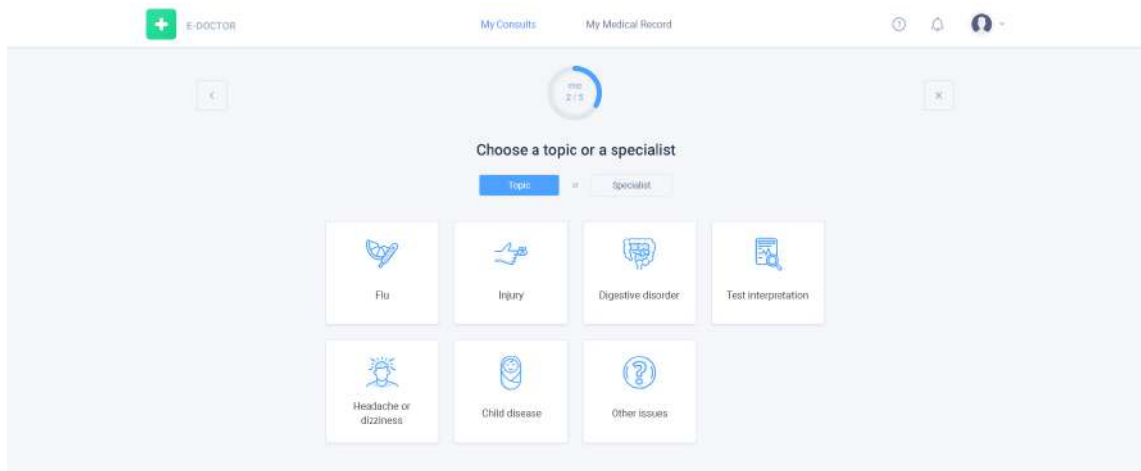 E-DOCTOR
My Consults
My Medical Record
2 / 5
Choose a topic or a specialist
Topic
or
Specialist
Flu
Injury
Digestive disorder
Test interpretation
Headache or
dizziness
Child disease
Other issues